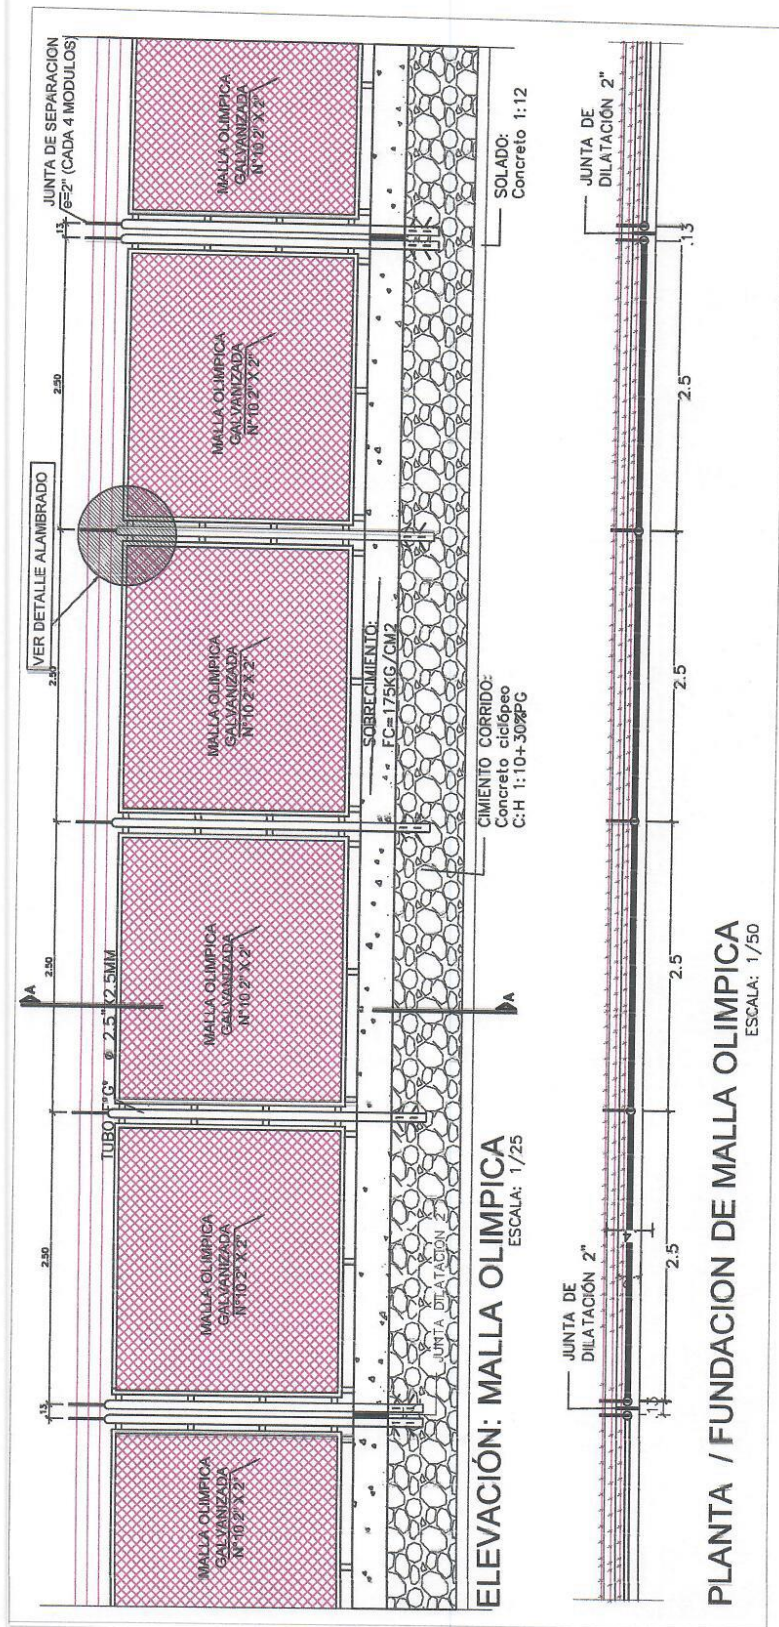 JUNTA DE SEPARACION
e=2" (CADA 4 MODULOS)
VER DETALLE ALAMBRADO
.13
2.50
2.50
2.50
2.50
.13
A
TUBO F°G° ø 2.5" X2.5MM
MALLA OLIMPICA
GALVANIZADA
N°10 2" X 2"
MALLA OLIMPICA
GALVANIZADA
N°10 2" X 2"
MALLA OLIMPICA
GALVANIZADA
N°10 2" X 2"
MALLA OLIMPICA
GALVANIZADA
N°10 2" X 2"
MALLA OLIMPICA
GALVANIZADA
N°10 2" X 2"
MALLA OLIMPICA
GALVANIZADA
N°10 2" X 2"
SOBRECIMIENTO:
FC=175KG/CM2
A
JUNTA DILATACION 2"
CIMIENTO CORRIDO:
Concreto ciclópeo
C:H 1:10+30%PG
SOLADO:
Concreto 1:12
ELEVACIÓN: MALLA OLIMPICA
ESCALA: 1/25
JUNTA DE
DILATACIÓN 2"
JUNTA DE
DILATACIÓN 2"
.13
2.5
2.5
2.5
2.5
.13
PLANTA / FUNDACION DE MALLA OLIMPICA
ESCALA: 1/50